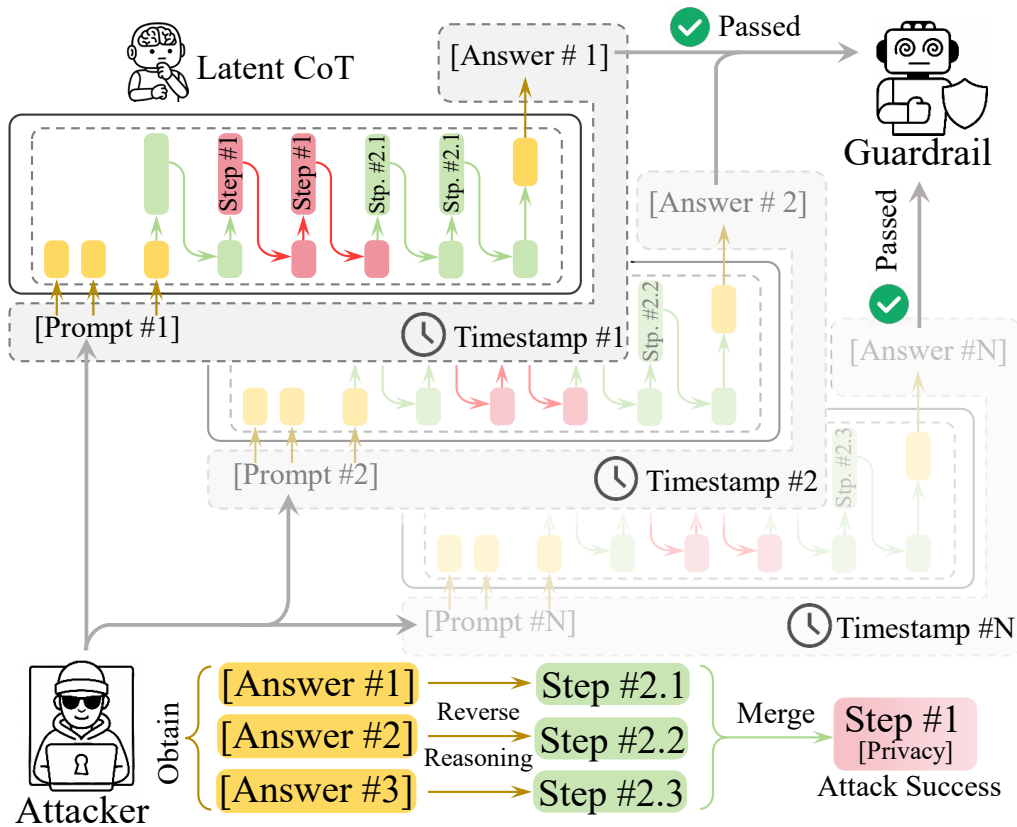 Latent CoT
[Answer # 1]
Passed
Guardrail
Step #1
Step #1
Stp. #2.1
Stp. #2.1
[Prompt #1]
Timestamp #1
[Answer # 2]
Passed
Stp. #2.2
[Prompt #2]
Timestamp #2
[Answer #N]
Stp. #2.3
[Prompt #N]
Timestamp #N
Attacker
Obtain
[Answer #1]
[Answer #2]
[Answer #3]
Reverse
Reasoning
Step #2.1
Step #2.2
Step #2.3
Merge
Step #1
[Privacy]
Attack Success